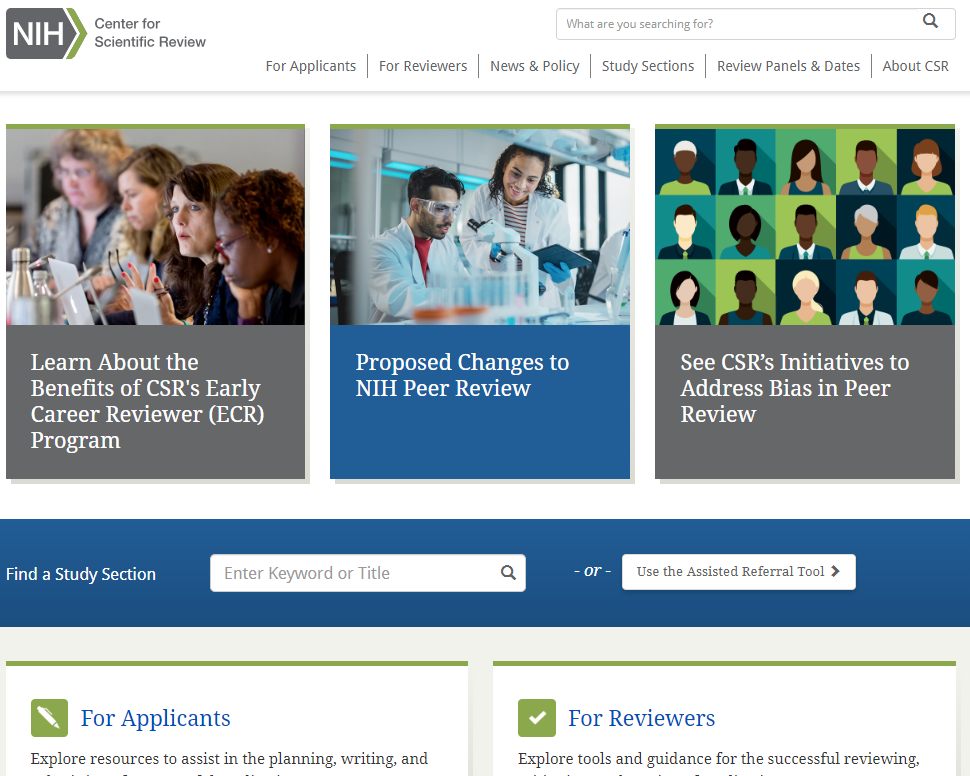 NIH
Center for
Scientific Review
What are you searching for?
For Applicants
For Reviewers
News & Policy
Study Sections
Review Panels & Dates
About CSR
Learn About the
Benefits of CSR's Early
Career Reviewer (ECR)
Program
Proposed Changes to
NIH Peer Review
See CSR’s Initiatives to
Address Bias in Peer
Review
Find a Study Section
Enter Keyword or Title
- or -
Use the Assisted Referral Tool
For Applicants
Explore resources to assist in the planning, writing, and
For Reviewers
Explore tools and guidance for the successful reviewing,